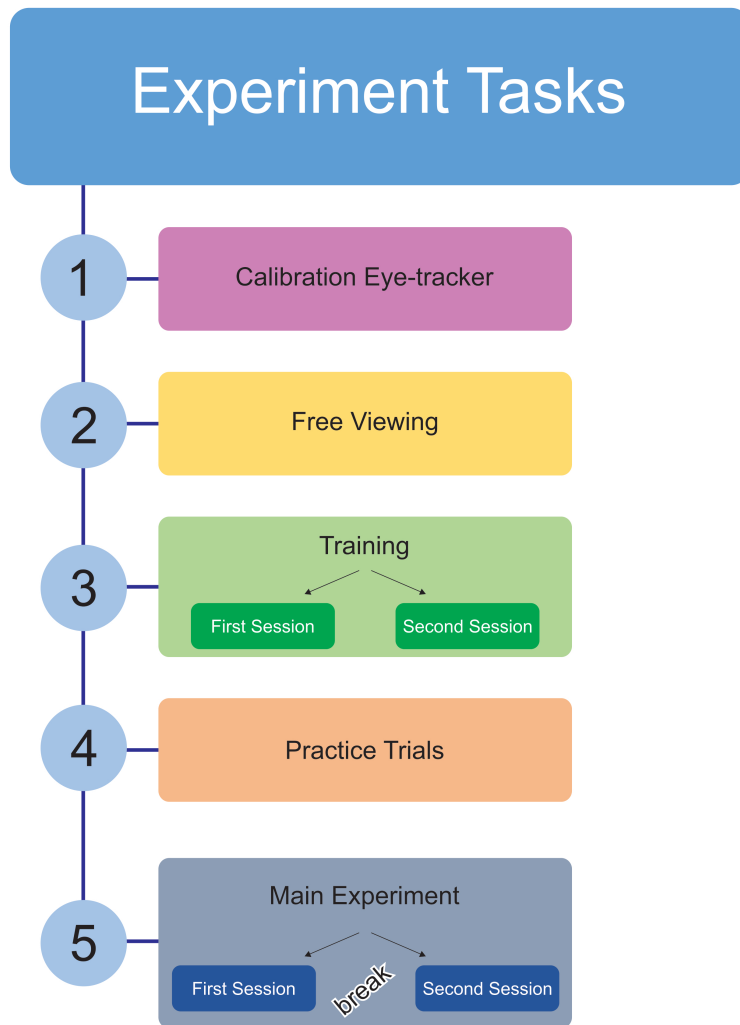 Experiment Tasks
1
Calibration Eye-tracker
2
Free Viewing
3
Training
First Session
Second Session
4
Practice Trials
5
Main Experiment
First Session
break
Second Session